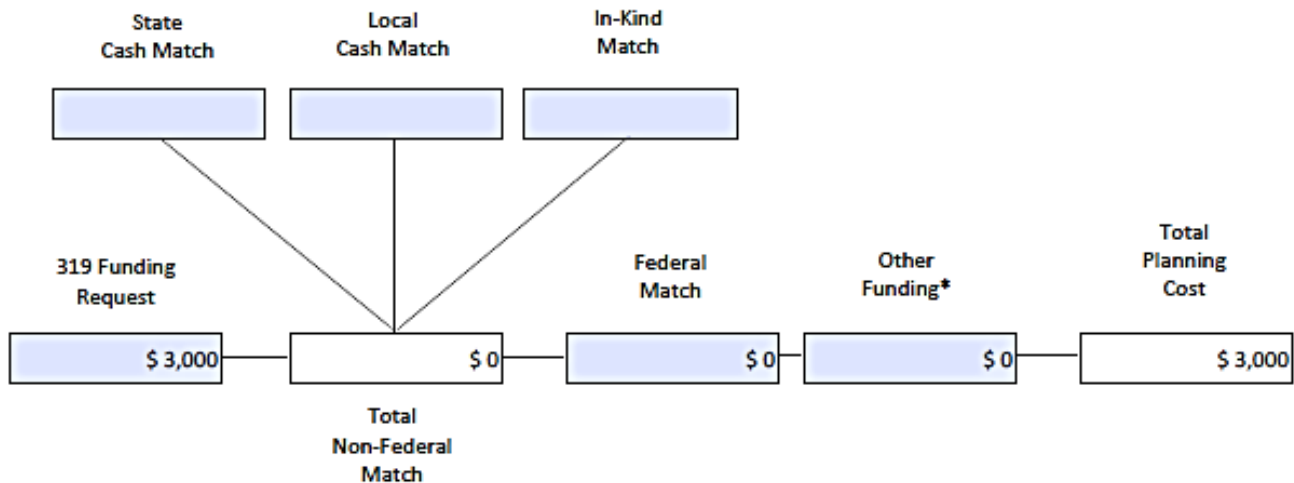 State
Cash Match
Local
Cash Match
In-Kind
Match
319 Funding
Request
Federal
Match
Other
Funding*
Total
Planning
Cost
$ 3,000
$ 0
$ 0
$ 0
$ 3,000
Total
Non-Federal
Match